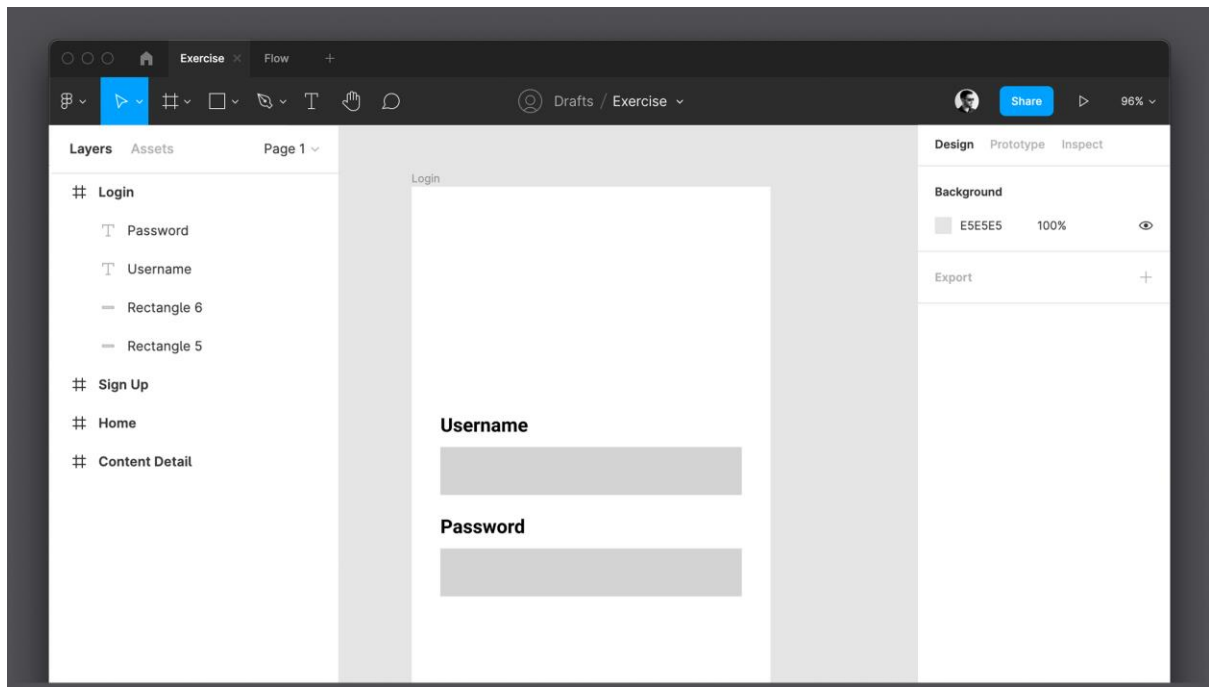 Exercise Flow
Drafts / Exercise Share 96%
Layers Assets Page 1
Login
Password
Username
Rectangle 6
Rectangle 5
Sign Up
Home
Content Detail
Login
Username
Password
Design Prototype Inspect
Background
E5E5E5 100%
Export